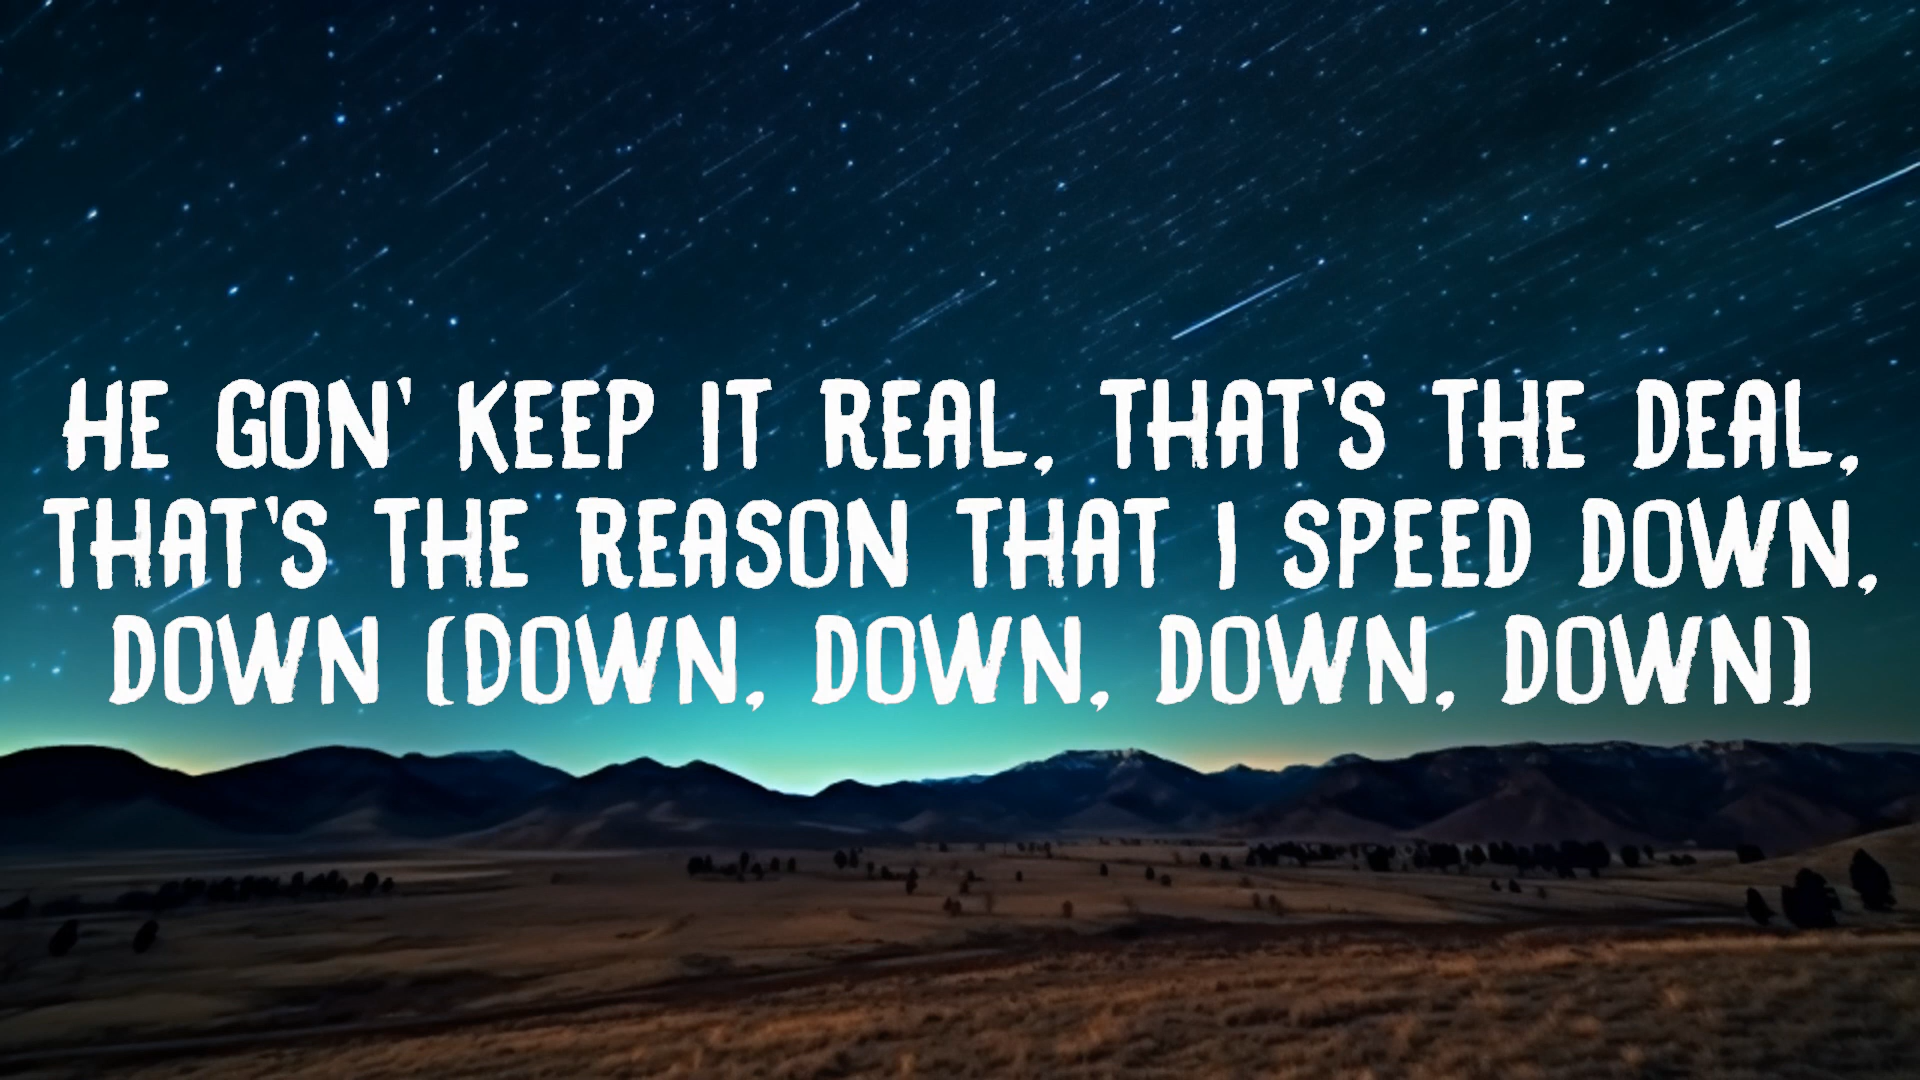 HE GON' KEEP IT REAL, THAT'S THE DEAL,
THAT'S THE REASON THAT I SPEED DOWN,
DOWN (DOWN, DOWN, DOWN, DOWN)